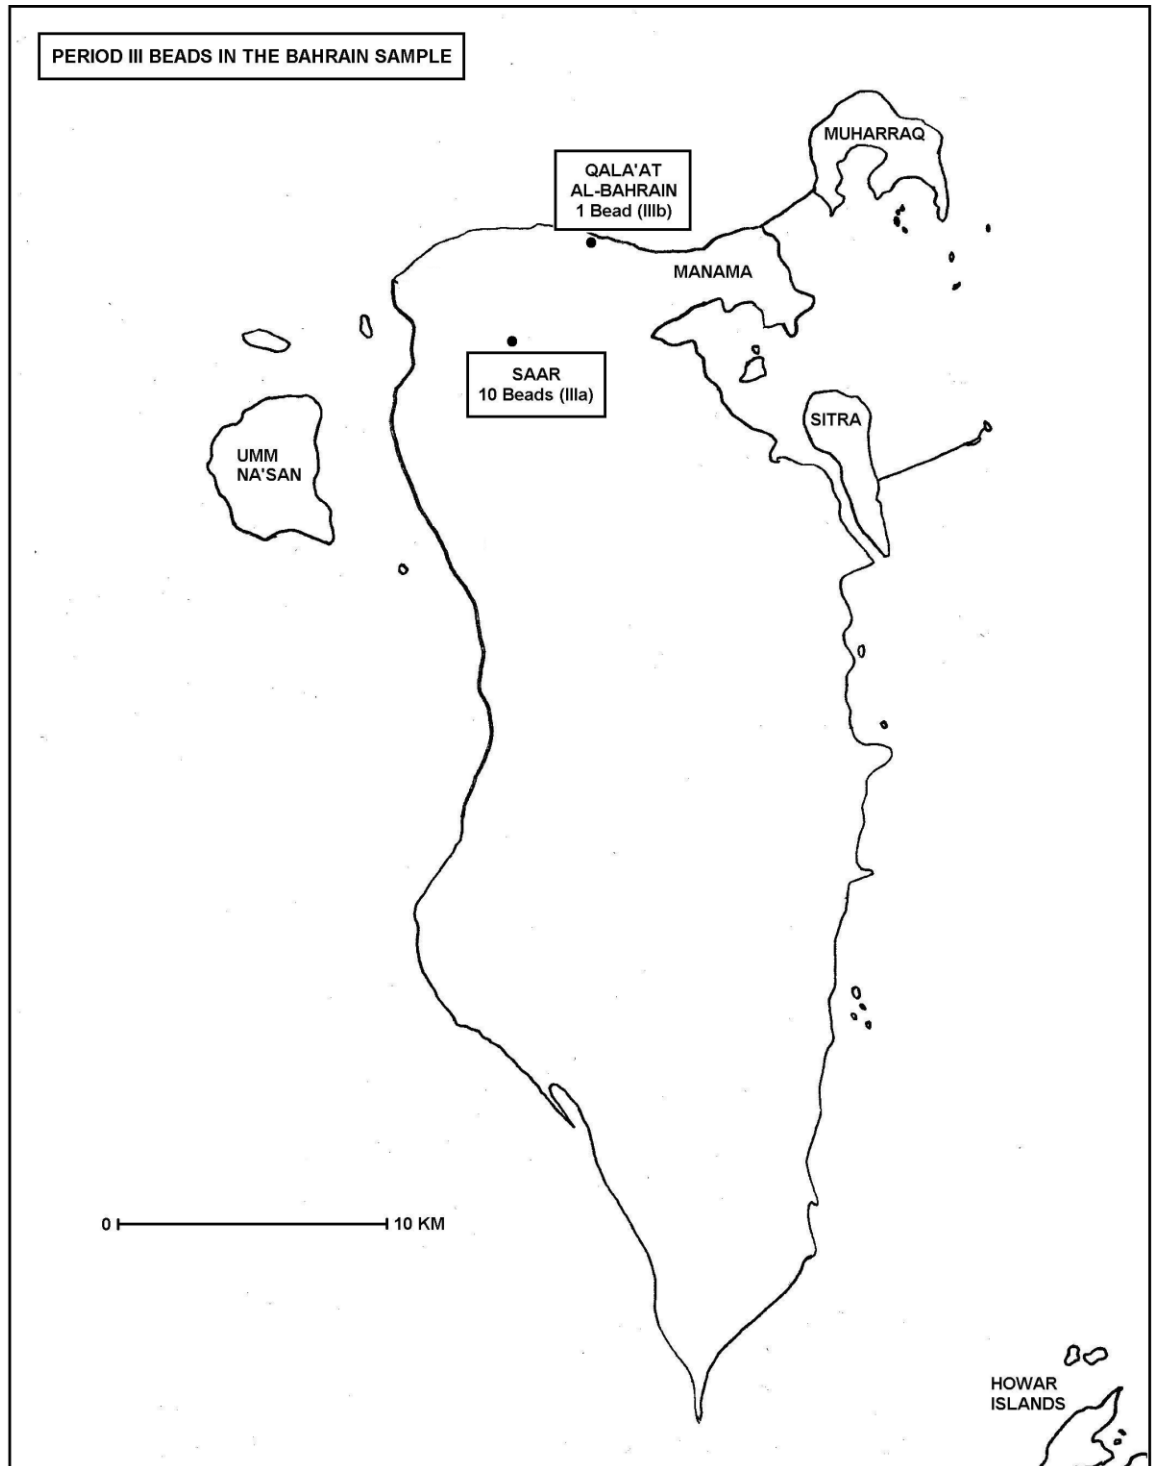 PERIOD III BEADS IN THE BAHRAIN SAMPLE
MUHARRAQ
QALA'AT
AL-BAHRAIN
1 Bead (IIIb)
MANAMA
SAAR
10 Beads (IIIa)
SITRA
UMM
NA'SAN
0
10 KM
HOWAR
ISLANDS